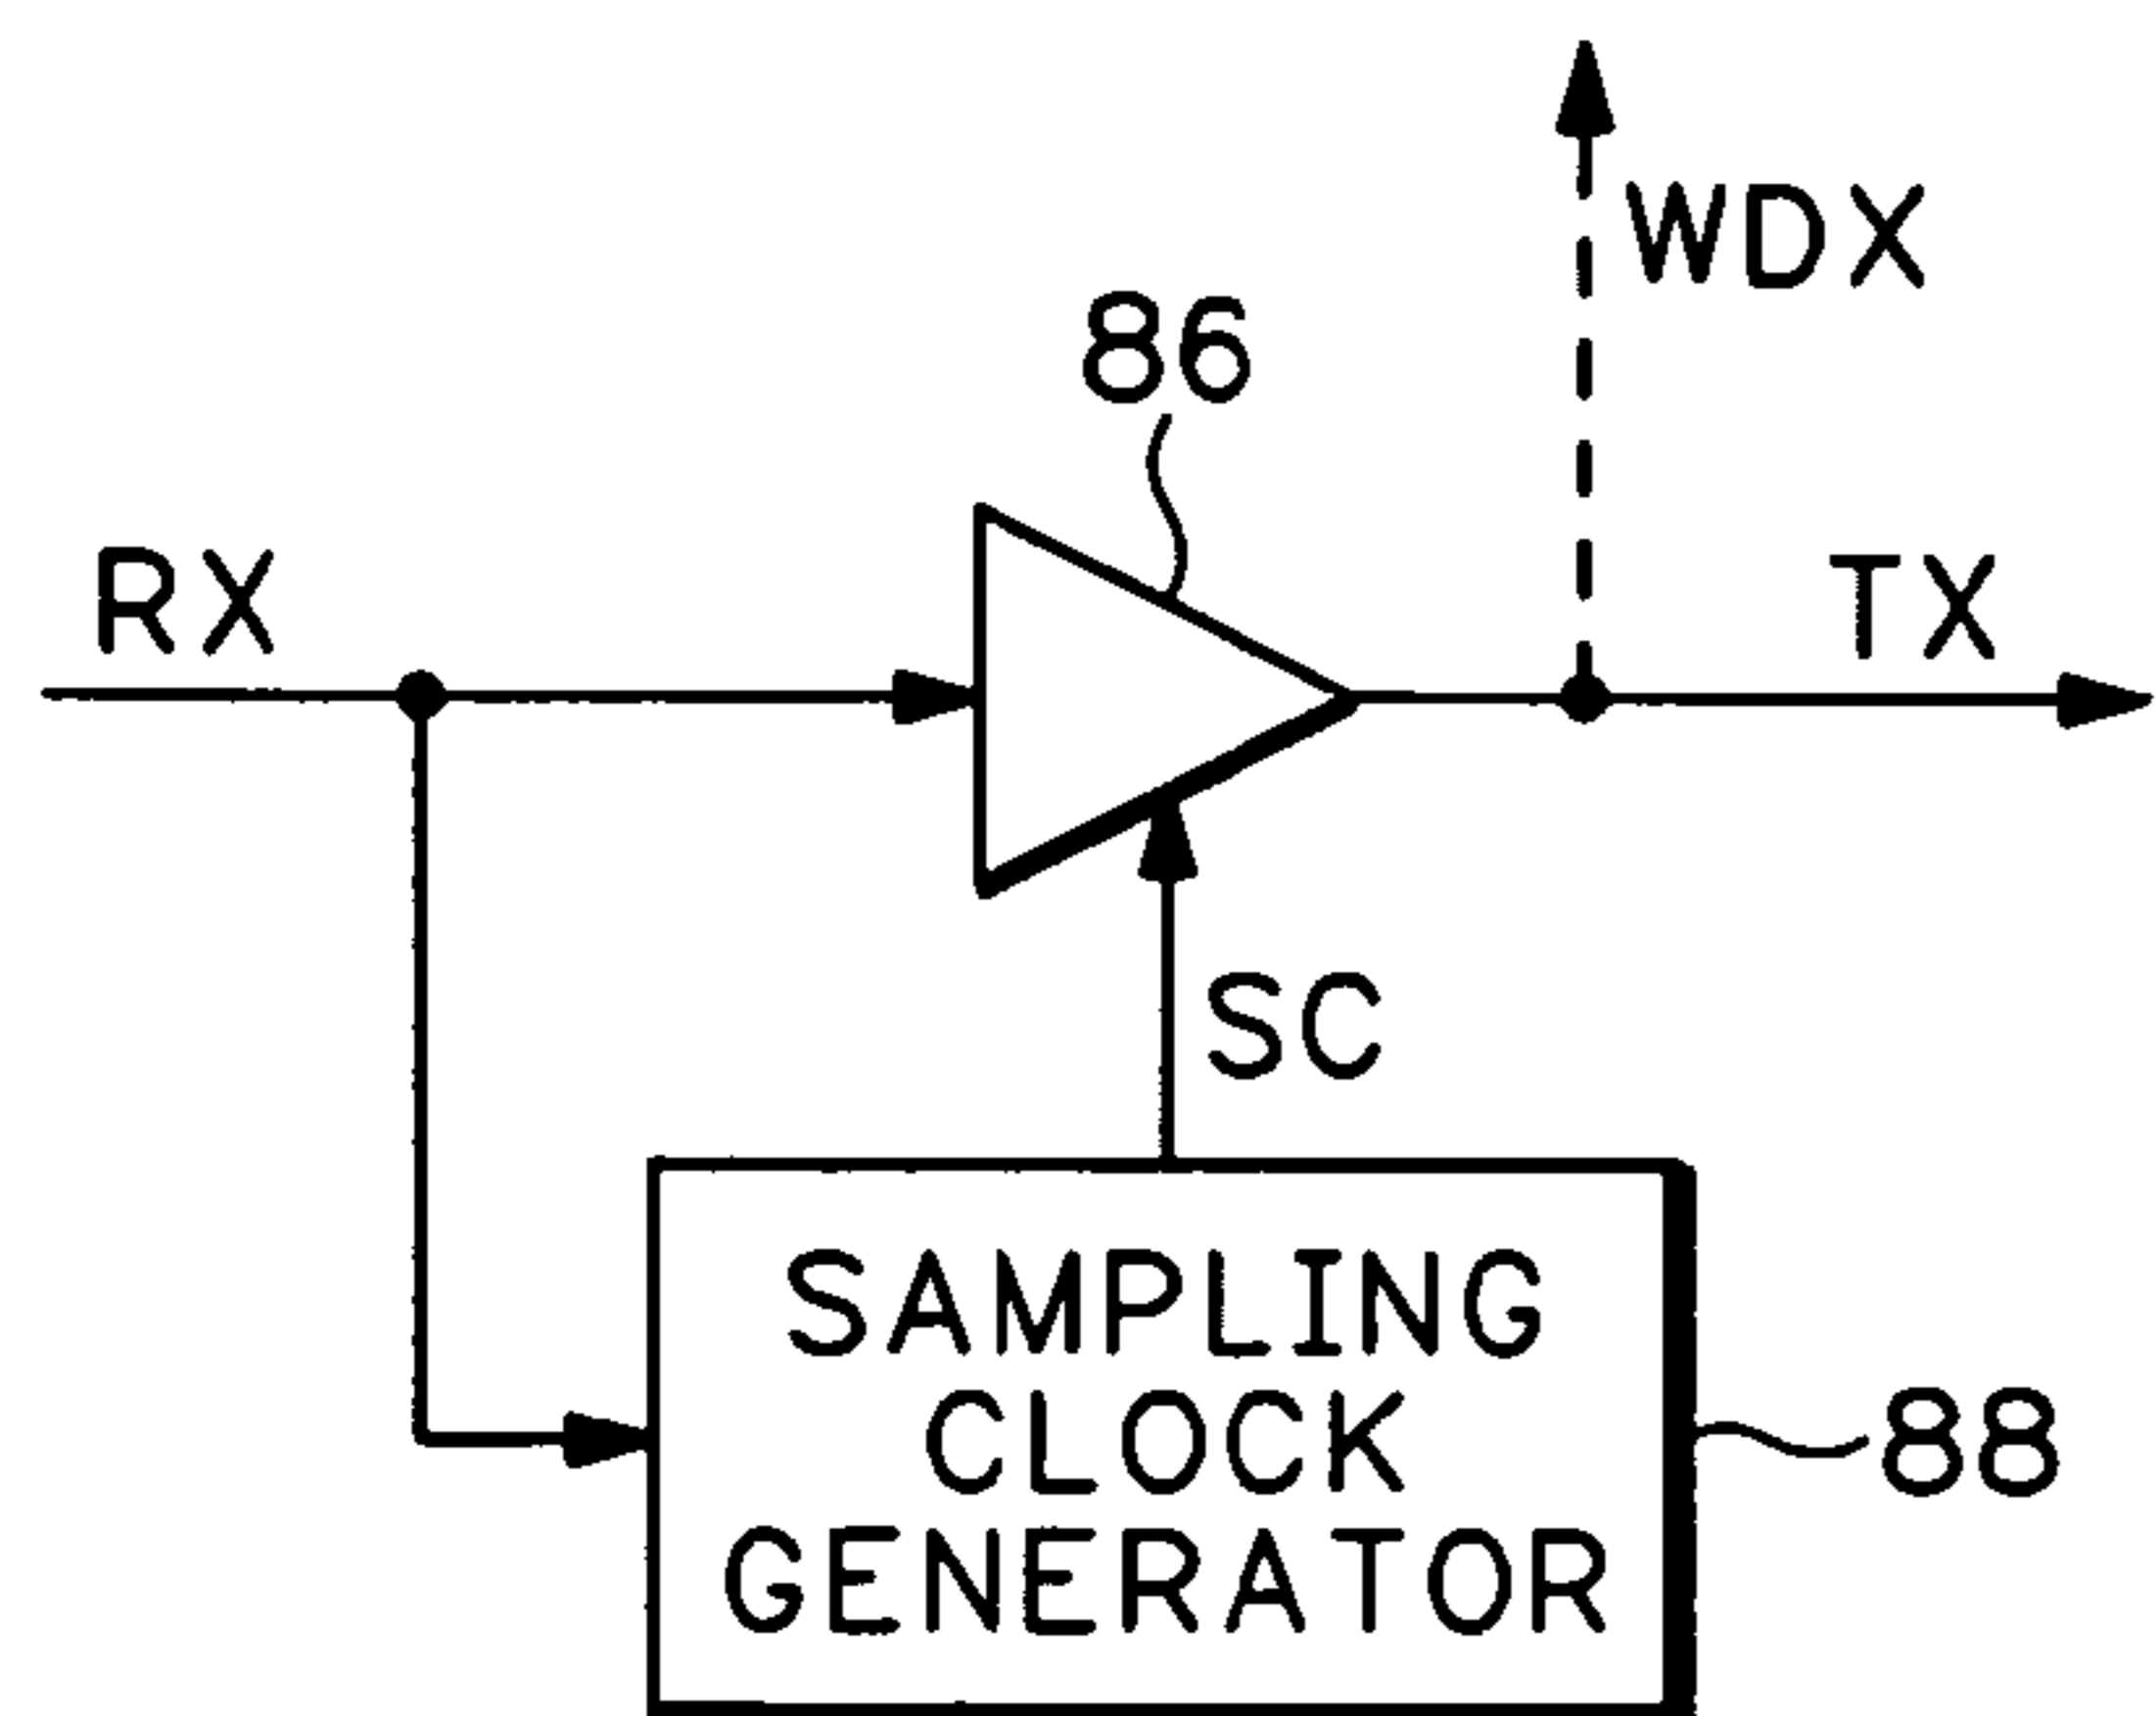 WDX
86
RX
TX
SC
SAMPLING
CLOCK
GENERATOR
88